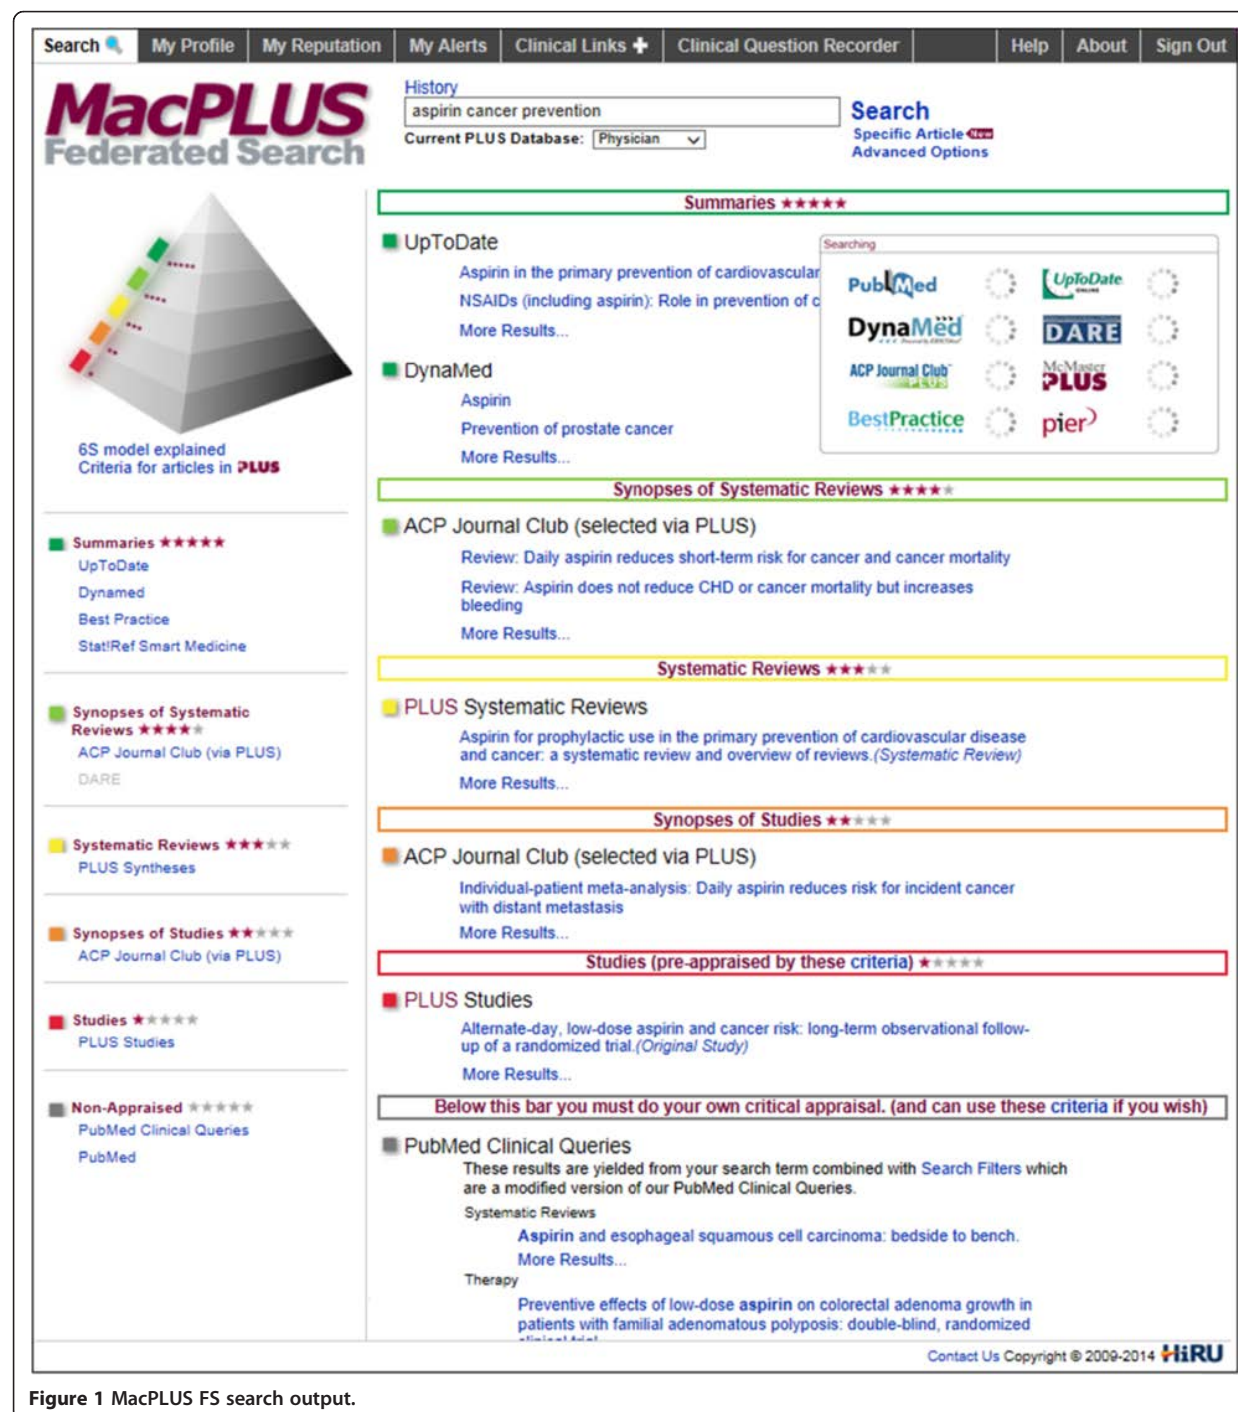 Search My Profile My Reputation My Alerts Clinical Links Clinical Question Recorder Help About Sign Out
MacPLUS
Federated Search
History
aspirin cancer prevention
Current PLUS Database: Physician
Search
Specific Article New
Advanced Options
6S model explained
Criteria for articles in PLUS
Summaries ★★★★★
UpToDate
Dynamed
Best Practice
Stat!Ref Smart Medicine
Synopses of Systematic
Reviews ★★★★★
ACP Journal Club (via PLUS)
DARE
Systematic Reviews ★★★★★
PLUS Syntheses
Synopses of Studies ★★★★★
ACP Journal Club (via PLUS)
Studies ★★★★★
PLUS Studies
Non-Appraised ★★★★★
PubMed Clinical Queries
PubMed
Summaries ★★★★★
UpToDate
Aspirin in the primary prevention of cardiovascular
NSAIDs (including aspirin): Role in prevention of c
More Results...
DynaMed
Aspirin
Prevention of prostate cancer
More Results...
Searching
PubMed UpToDate ONLINE
DynaMed DARE
ACP Journal Club PLUS McMaster PLUS
BestPractice pier
Synopses of Systematic Reviews ★★★★★
ACP Journal Club (selected via PLUS)
Review: Daily aspirin reduces short-term risk for cancer and cancer mortality
Review: Aspirin does not reduce CHD or cancer mortality but increases
bleeding
More Results...
Systematic Reviews ★★★★★
PLUS Systematic Reviews
Aspirin for prophylactic use in the primary prevention of cardiovascular disease
and cancer: a systematic review and overview of reviews.(Systematic Review)
More Results...
Synopses of Studies ★★★★★
ACP Journal Club (selected via PLUS)
Individual-patient meta-analysis: Daily aspirin reduces risk for incident cancer
with distant metastasis
More Results...
Studies (pre-appraised by these criteria) ★★★★★
PLUS Studies
Alternate-day, low-dose aspirin and cancer risk: long-term observational follow-
up of a randomized trial.(Original Study)
More Results...
Below this bar you must do your own critical appraisal. (and can use these criteria if you wish)
PubMed Clinical Queries
These results are yielded from your search term combined with Search Filters which
are a modified version of our PubMed Clinical Queries.
Systematic Reviews
Aspirin and esophageal squamous cell carcinoma: bedside to bench.
More Results...
Therapy
Preventive effects of low-dose aspirin on colorectal adenoma growth in
patients with familial adenomatous polyposis: double-blind, randomized
Contact Us Copyright © 2009-2014 HiRU
Figure 1 MacPLUS FS search output.